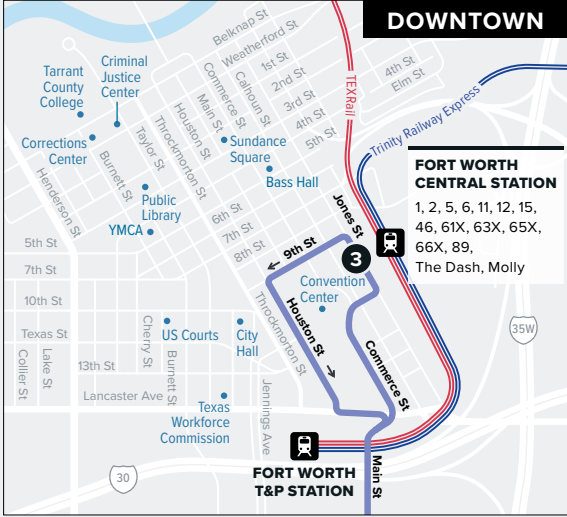 DOWNTOWN
Belknap St
Weatherford St
1st St
2nd St
3rd St
4th St
5th St
4th St
Elm St
Commerce St
Calhoun St
Main St
Houston St
Throckmorton St
Taylor St
Burnett St
Henderson St
Criminal
Justice
Center
Tarrant
County
College
Corrections
Center
Sundance
Square
Bass Hall
Public
Library
YMCA
TEXRail
Trinity Railway Express
FORT WORTH
CENTRAL STATION
1, 2, 5, 6, 11, 12, 15,
46, 61X, 63X, 65X,
66X, 89,
The Dash, Molly
Jones St
6th St
7th St
8th St
← 9th St
3
Convention
Center
5th St
7th St
10th St
Texas St
13th St
Lancaster Ave
Collier St
Lake St
Cherry St
Burnett St
US Courts
City
Hall
Throckmorton St
Houston St →
Commerce St
Jennings Ave
Texas
Workforce
Commission
35W
30
FORT WORTH
T&P STATION
Main St